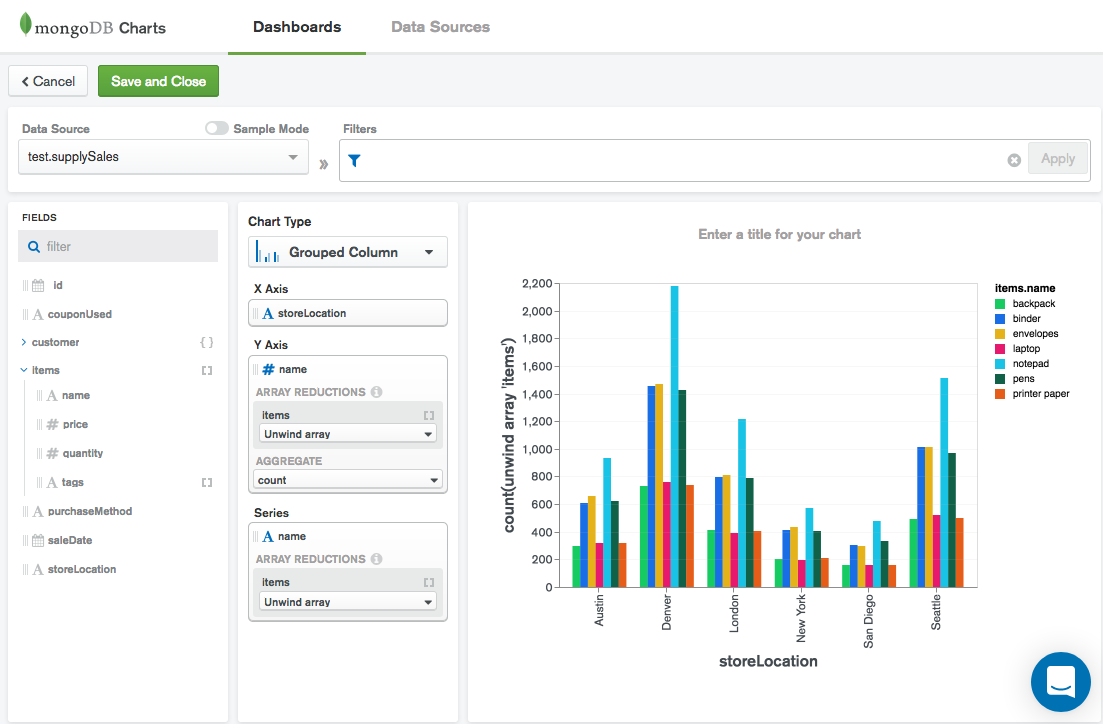 mongoDB Charts
Dashboards
Data Sources
Cancel
Save and Close
Data Source
Sample Mode
Filters
test.supplySales
Apply
FIELDS
filter
id
couponUsed
customer
items
name
price
quantity
tags
purchaseMethod
saleDate
storeLocation
Chart Type
Grouped Column
X Axis
A storeLocation
Y Axis
# name
ARRAY REDUCTIONS
items
Unwind array
AGGREGATE
count
Series
A name
ARRAY REDUCTIONS
items
Unwind array
Enter a title for your chart
count(unwind array 'items')
2,200
2,000
1,800
1,600
1,400
1,200
1,000
800
600
400
200
0
Austin
Denver
London
New York
San Diego
Seattle
storeLocation
items.name
backpack
binder
envelopes
laptop
notepad
pens
printer paper